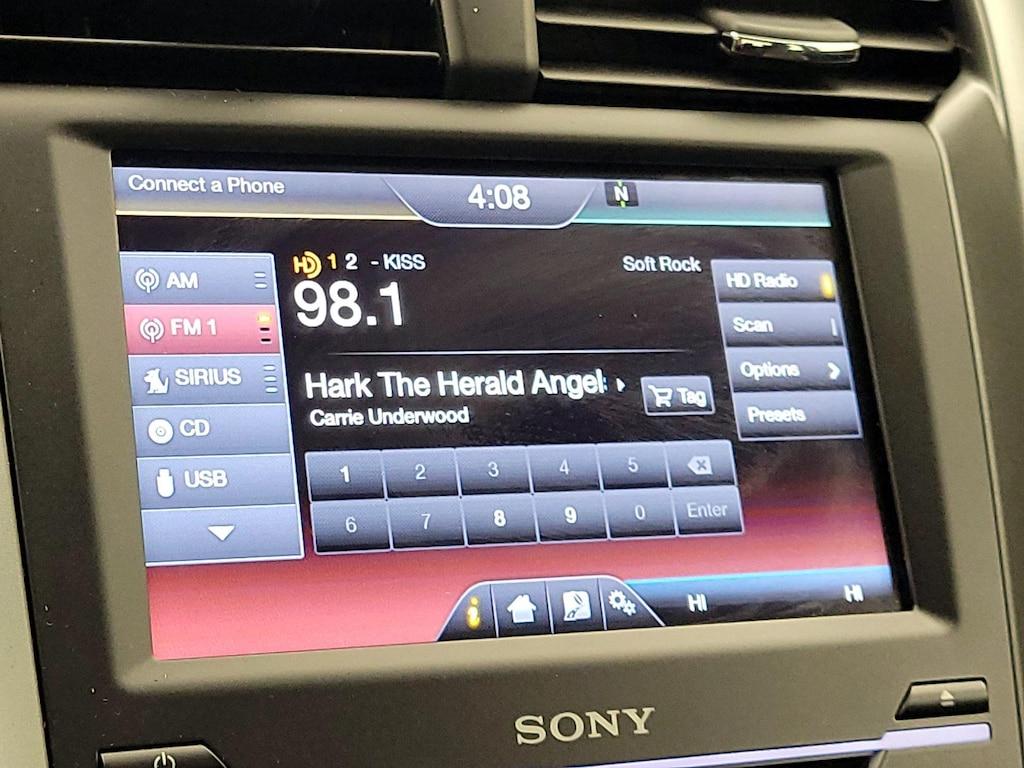 Connect a Phone
4:08
N
AM
FM 1
SIRIUS
CD
USB
HD 1 2 - KISS
98.1
Soft Rock
Hark The Herald Angel
Carrie Underwood
Tag
1 2 3 4 5
6 7 8 9 0 Enter
HD Radio
Scan
Options
Presets
i
HI
HI
SONY